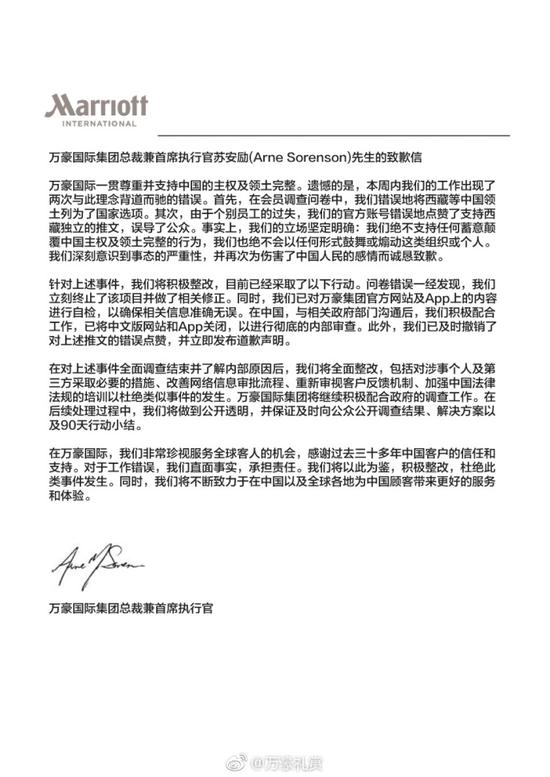 Marriott
INTERNATIONAL
万豪国际集团总裁兼首席执行官苏安励(Arne Sorenson)先生的致歉信
万豪国际一贯尊重并支持中国的主权及领土完整。遗憾的是，本周内我们的工作出现了
两次与此理念背道而驰的错误。首先，在会员调查问卷中，我们错误地将西藏等中国领
土列为了国家选项。其次，由于个别员工的过失，我们的官方账号错误地点赞了支持西
藏独立的推文，误导了公众。事实上，我们的立场坚定明确：我们绝不支持任何蓄意颠
覆中国主权及领土完整的行为，我们也绝不会以任何形式鼓舞或煽动这类组织或个人。
我们深刻意识到事态的严重性，并再次为伤害了中国人民的感情而诚恳致歉。
针对上述事件，我们将积极整改，目前已经采取了以下行动。问卷错误一经发现，我们
立刻终止了该项目并做了相关修正。同时，我们已对万豪集团官方网站及App上的内容
进行自检，以确保相关信息准确无误。在中国，与相关政府部门沟通后，我们积极配合
工作，已将中文版网站和App关闭，以进行彻底的内部审查。此外，我们已及时撤销了
对上述推文的错误点赞，并立即发布道歉声明。
在对上述事件全面调查结束并了解内部原因后，我们将全面整改，包括对涉事个人及第
三方采取必要的措施、改善网络信息审批流程、重新审视客户反馈机制、加强中国法律
法规的培训以杜绝类似事件的发生。万豪国际集团将继续积极配合政府的调查工作。在
后续处理过程中，我们将做到公开透明，并保证及时向公众公开调查结果、解决方案以
及90天行动小结。
在万豪国际，我们非常珍视服务全球客人的机会，感谢过去三十多年中国客户的信任和
支持。对于工作错误，我们直面事实，承担责任。我们将以此为鉴，积极整改，杜绝此
类事件发生。同时，我们将不断致力于在中国以及全球各地为中国顾客带来更好的服务
和体验。
Arne M Sorenson
万豪国际集团总裁兼首席执行官
@万豪礼赏